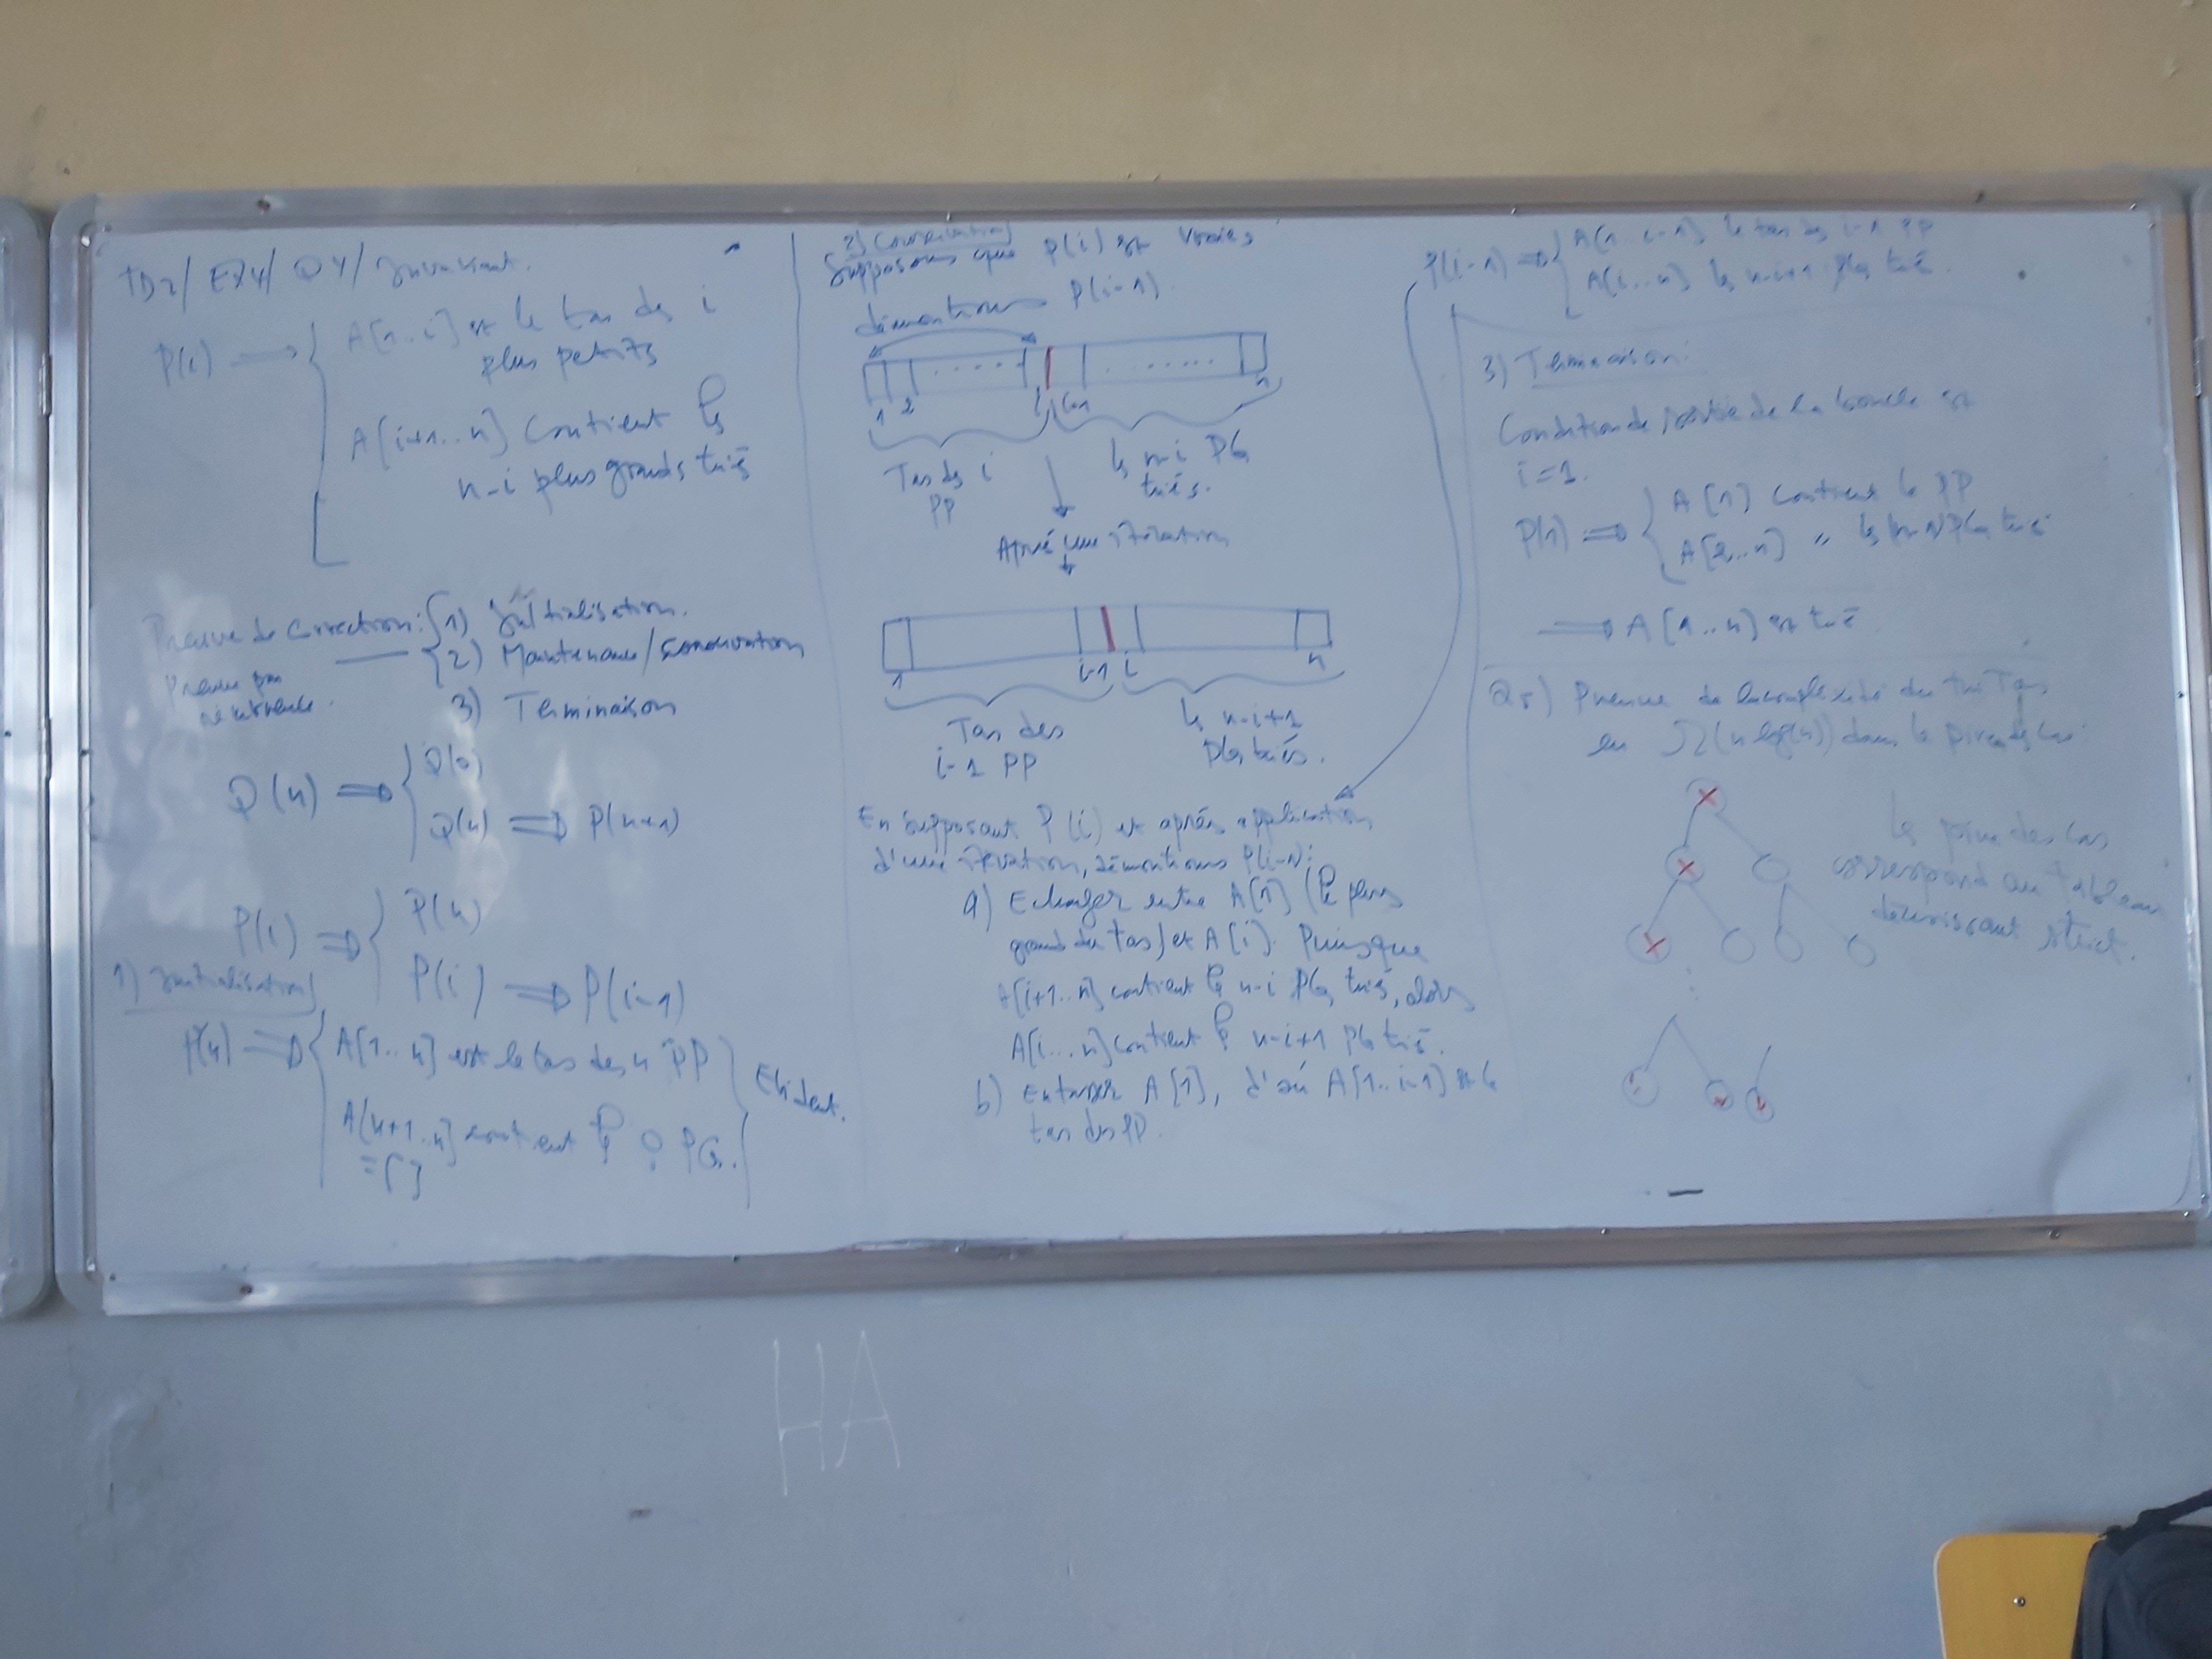 TD2/ EX4/ Q4/ Invariant.
P(i) → { A[1..i] est le tas des i
plus petits
A[i+1..n] contient les
n-i plus grands triés
Preuve de correction: { 1) Initialisation.
2) Maintenance/Conservation
3) Terminaison
Preuve par
récurrence.
Q(n) ⇒ { Q(0)
Q(n) ⇒ P(n+1)
P(i) ⇒ { P(n)
P(i) ⇒ P(i-1)
1) Initialisation
P(n) ⇒ { A[1..n] est le tas des n PP
A[n+1..n] contient les 0 PG.
= [ ]
} Evident.
2) Conservation
Supposons que P(i) est vraie,
démontrons P(i-1).
..... ......
1 2 i i+1 n
Tas des i
PP
les n-i PG
triés.
Après une itération
1 i-1 i n
Tas des
i-1 PP
les n-i+1
PG triés.
En supposant P(i) et après application
d'une itération, démontrons P(i-1):
a) Echanger entre A[1] (le plus
grand du tas) et A[i]. Puisque
A[i+1..n] contient les n-i PG triés, alors
A[i...n] contient les n-i+1 PG triés.
b) Entasser A[1], d'où A[1..i-1] est le
tas des PP.
P(i-1) ⇒ { A[1..i-1] le tas des i-1 PP
A[i..n] les n-i+1 PG triés.
3) Terminaison:
Condition de sortie de la boucle est
i=1.
P(1) ⇒ { A[1] contient le PP
A[2..n] " les n-1 PG triés
⇒ A[1..n] est trié.
Q5) Preuve de la complexité du tri Tas
en Ω(n log(n)) dans le pire des cas:
Le pire des cas
correspond au tableau
décroissant strict.
HA